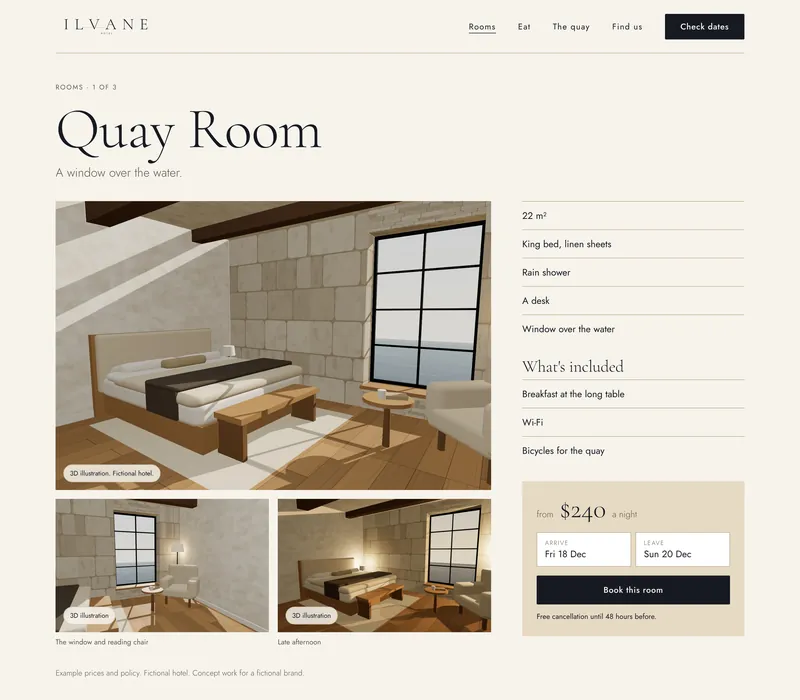 ILVANE
HOTEL
Rooms
Eat
The quay
Find us
Check dates
ROOMS · 1 OF 3
Quay Room
A window over the water.
22 m²
King bed, linen sheets
Rain shower
A desk
Window over the water
What's included
Breakfast at the long table
Wi-Fi
Bicycles for the quay
from $240 a night
ARRIVE
Fri 18 Dec
LEAVE
Sun 20 Dec
Book this room
Free cancellation until 48 hours before.
3D illustration. Fictional hotel.
3D illustration
The window and reading chair
3D illustration
Late afternoon
Example prices and policy. Fictional hotel. Concept work for a fictional brand.